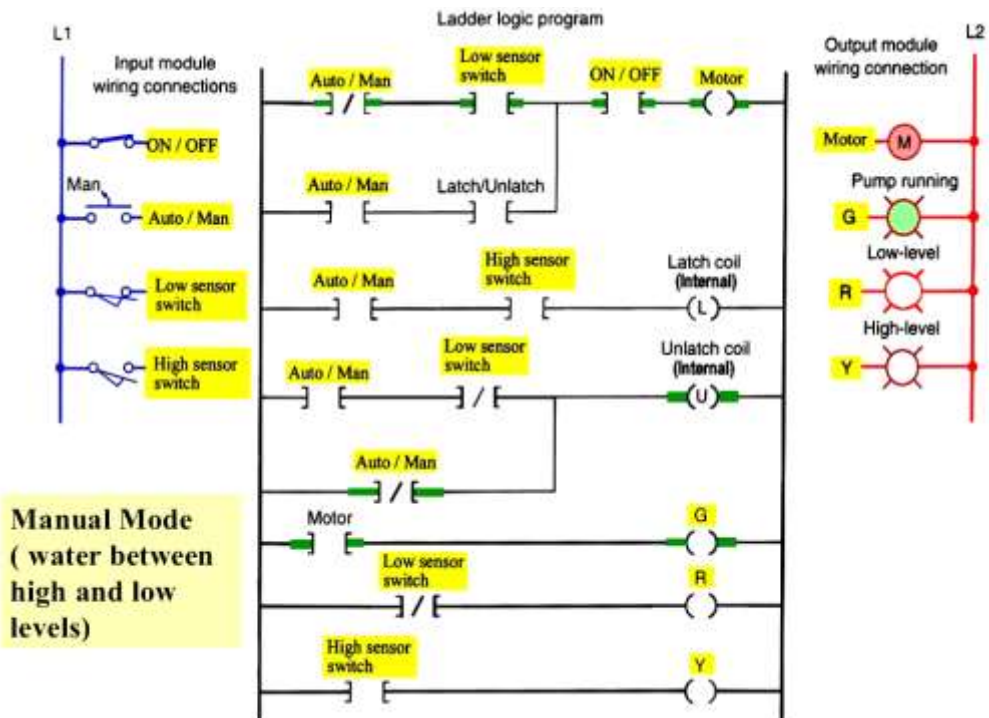 Ladder logic program
L1
L2
Input module
wiring connections
Output module
wiring connection
Auto / Man
Low sensor
switch
ON / OFF
Motor
ON / OFF
Motor
M
Man
Auto / Man
Auto / Man
Latch/Unlatch
Pump running
G
Low sensor
switch
Auto / Man
High sensor
switch
Latch coil
(Internal)
L
Low-level
R
High sensor
switch
Auto / Man
Low sensor
switch
Unlatch coil
(Internal)
U
High-level
Y
Auto / Man
Manual Mode
( water between
high and low
levels)
Motor
G
Low sensor
switch
R
High sensor
switch
Y